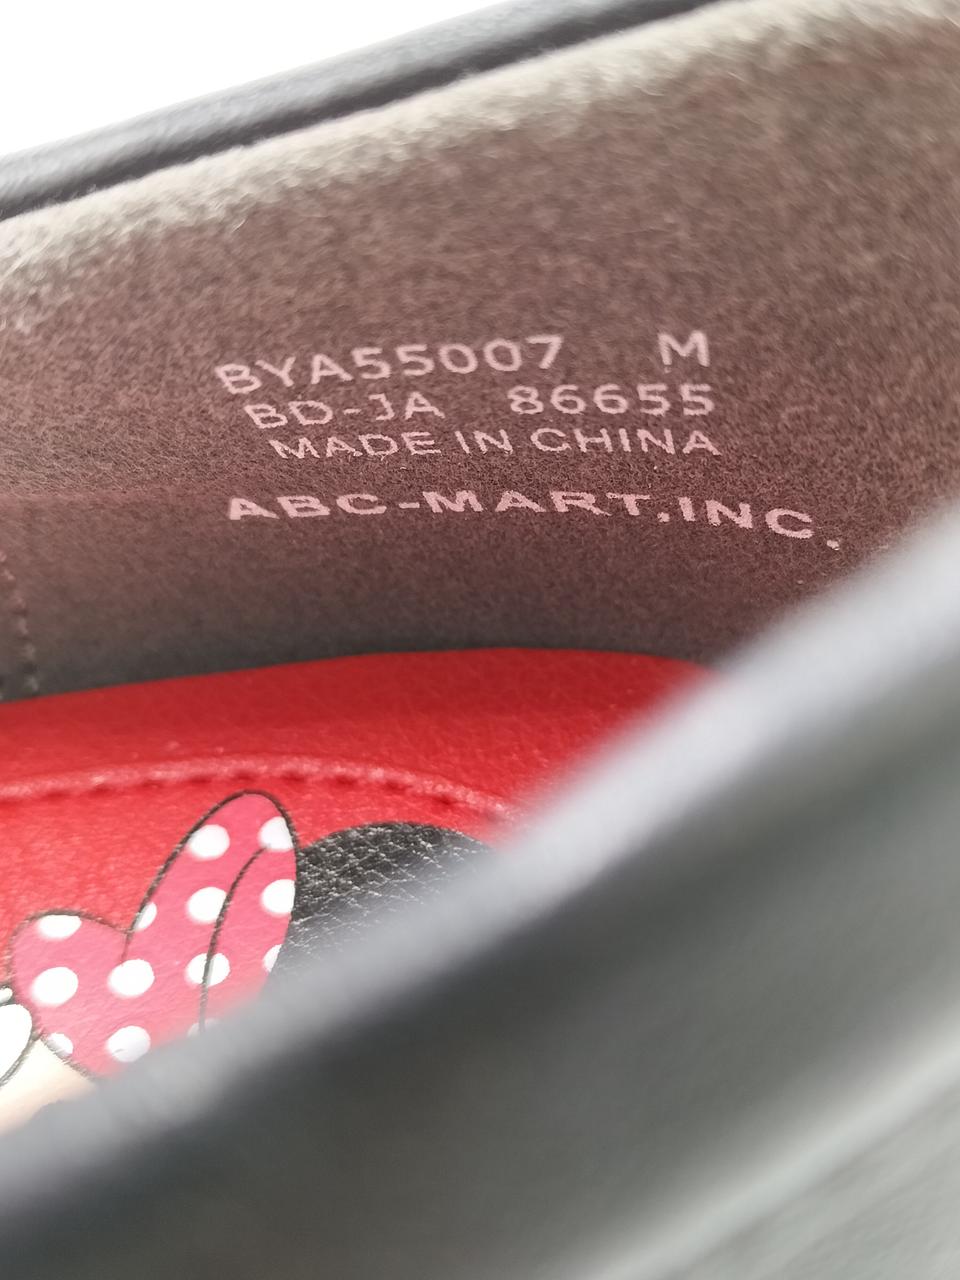 BYA55007 M
BD-JA 86655
MADE IN CHINA
ABC-MART,INC.